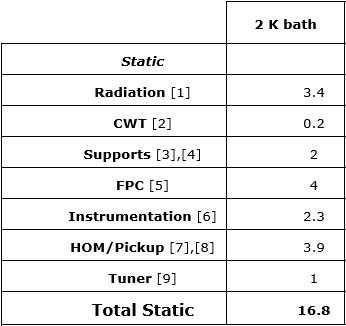 2 K bath
Static
Radiation [1] 3.4
CWT [2] 0.2
Supports [3],[4] 2
FPC [5] 4
Instrumentation [6] 2.3
HOM/Pickup [7],[8] 3.9
Tuner [9] 1
Total Static 16.8